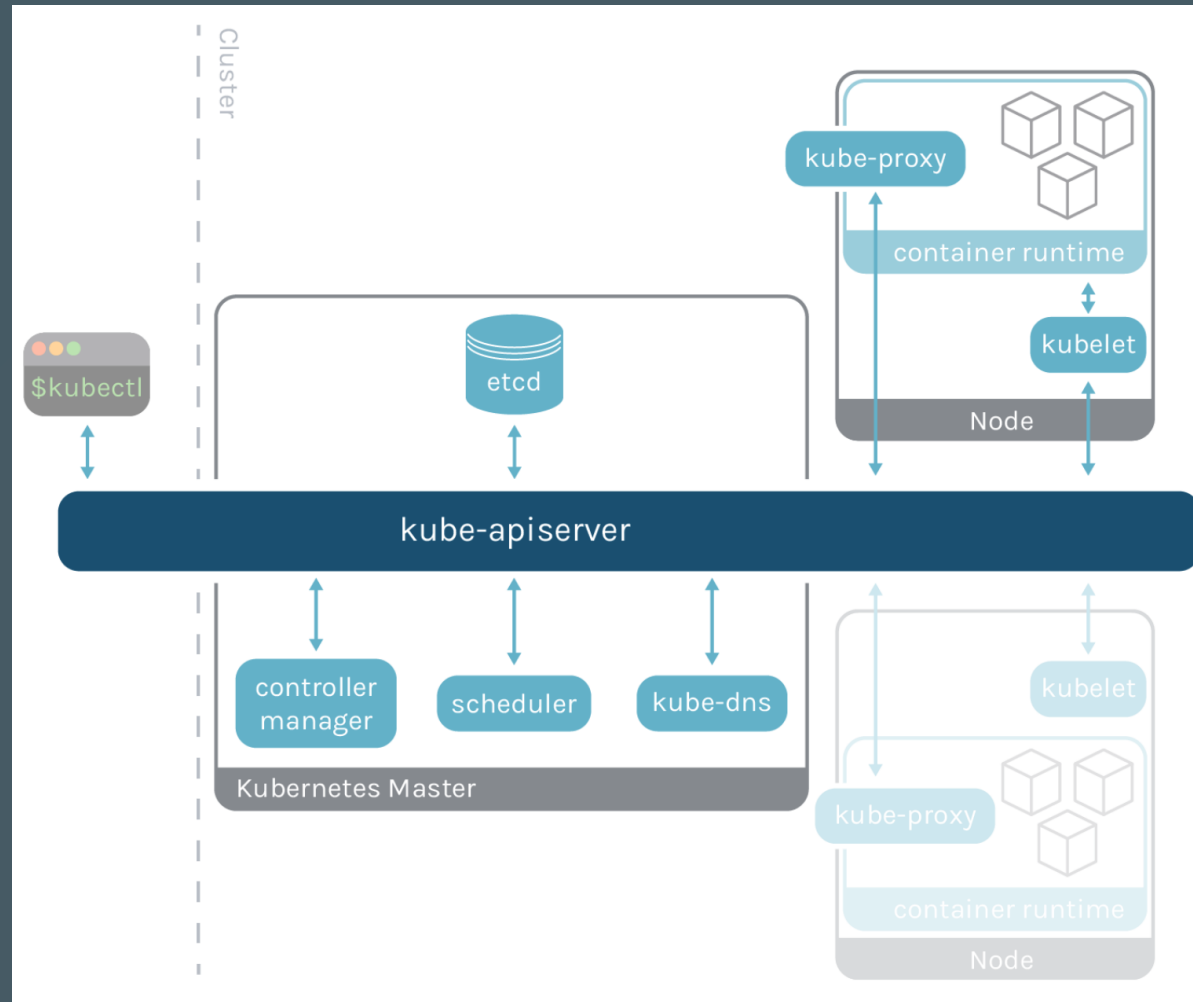 Cluster
kube-proxy
container runtime
kubelet
Node
$kubectl
etcd
kube-apiserver
controller
manager
scheduler
kube-dns
Kubernetes Master
kubelet
kube-proxy
container runtime
Node